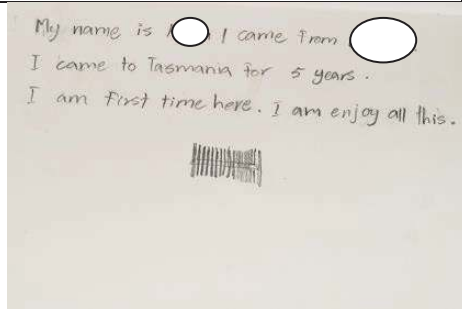 My name is I came from
I came to Tasmania for 5 years.
I am first time here. I am enjoy all this.